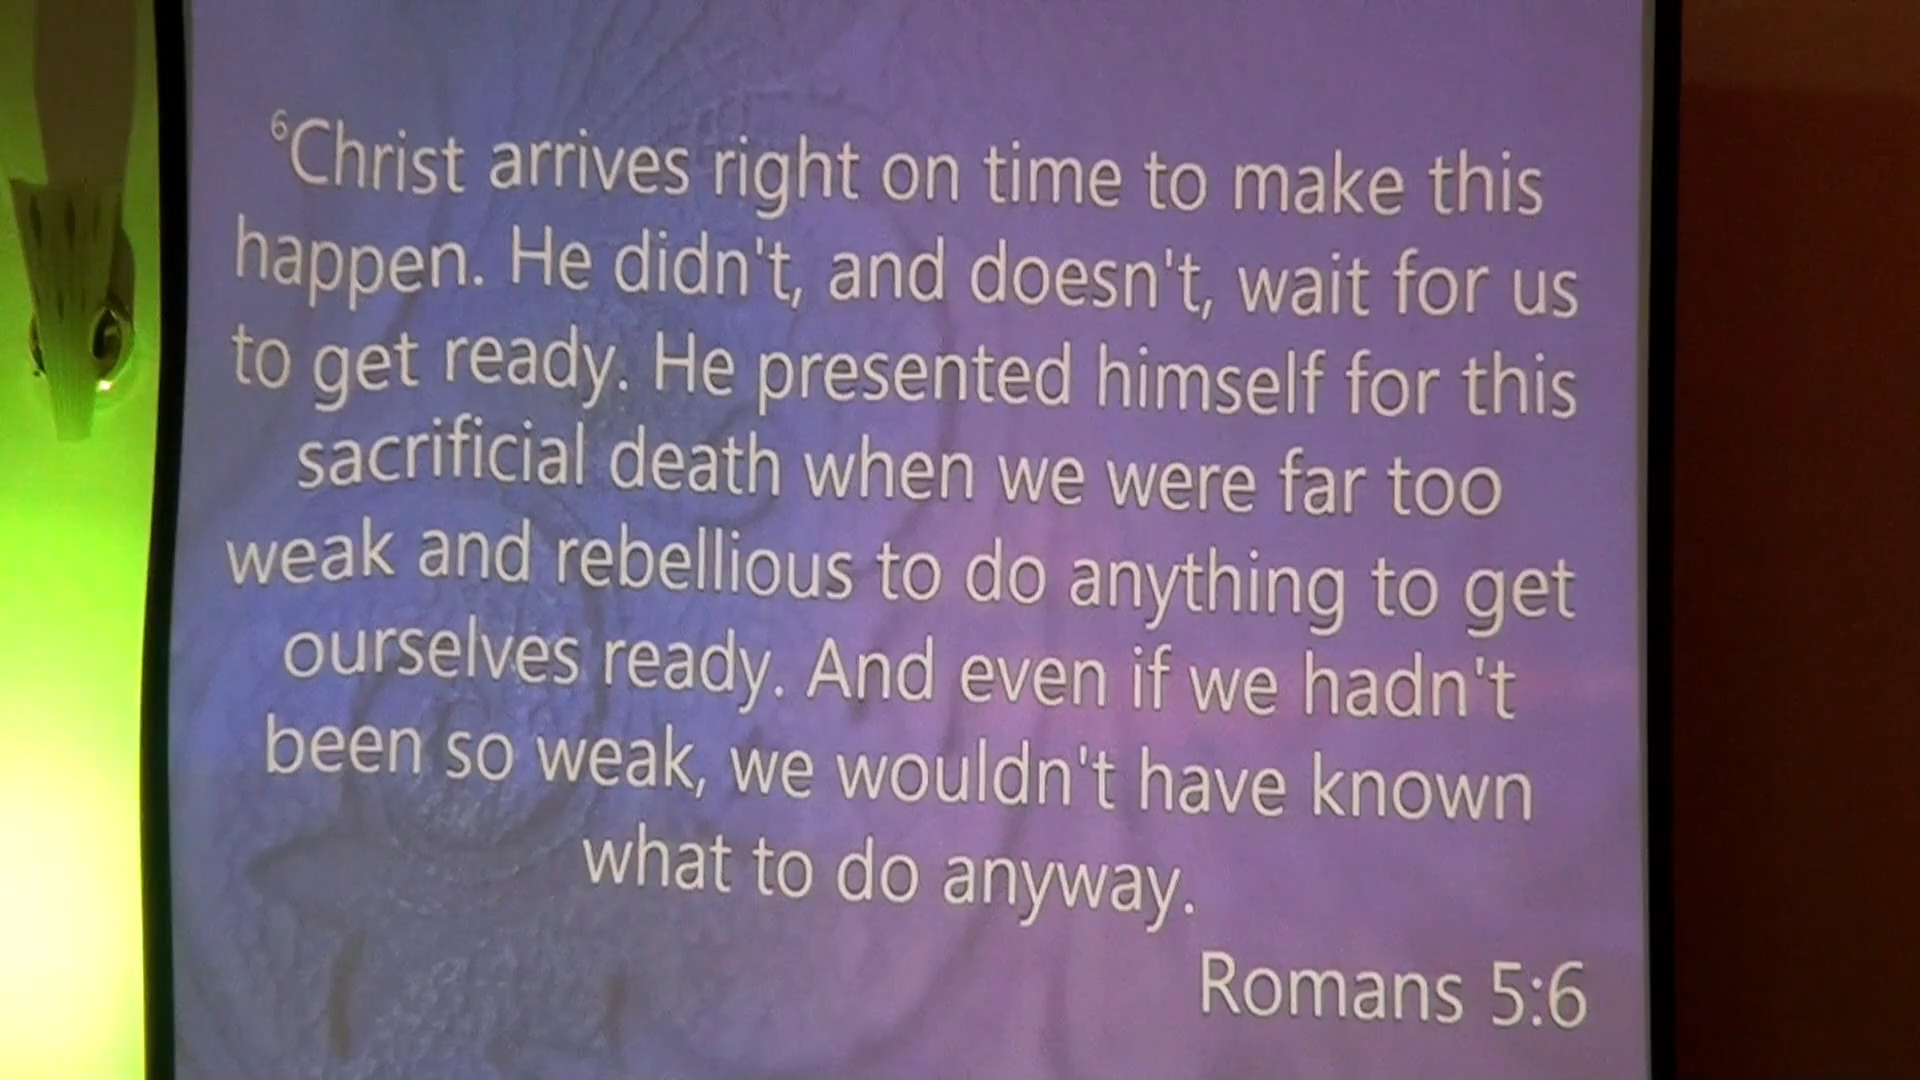 ⁶Christ arrives right on time to make this
happen. He didn't, and doesn't, wait for us
to get ready. He presented himself for this
sacrificial death when we were far too
weak and rebellious to do anything to get
ourselves ready. And even if we hadn't
been so weak, we wouldn't have known
what to do anyway.
Romans 5:6